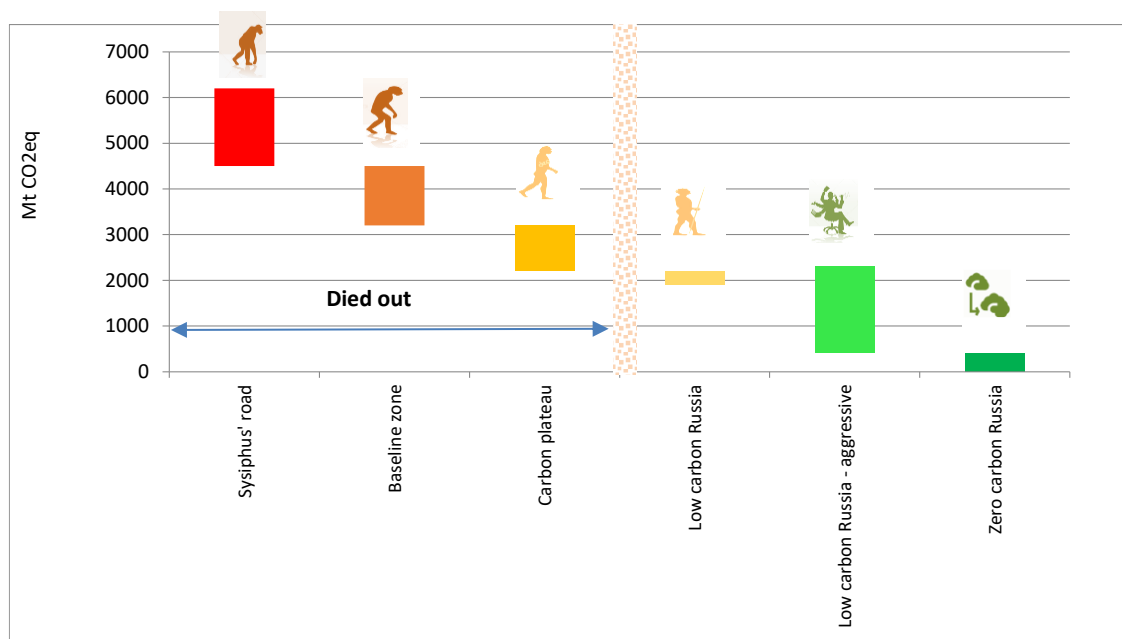 Mt CO2eq
7000
6000
5000
4000
3000
2000
1000
0
Died out
Sysiphus' road
Baseline zone
Carbon plateau
Low carbon Russia
Low carbon Russia - aggressive
Zero carbon Russia